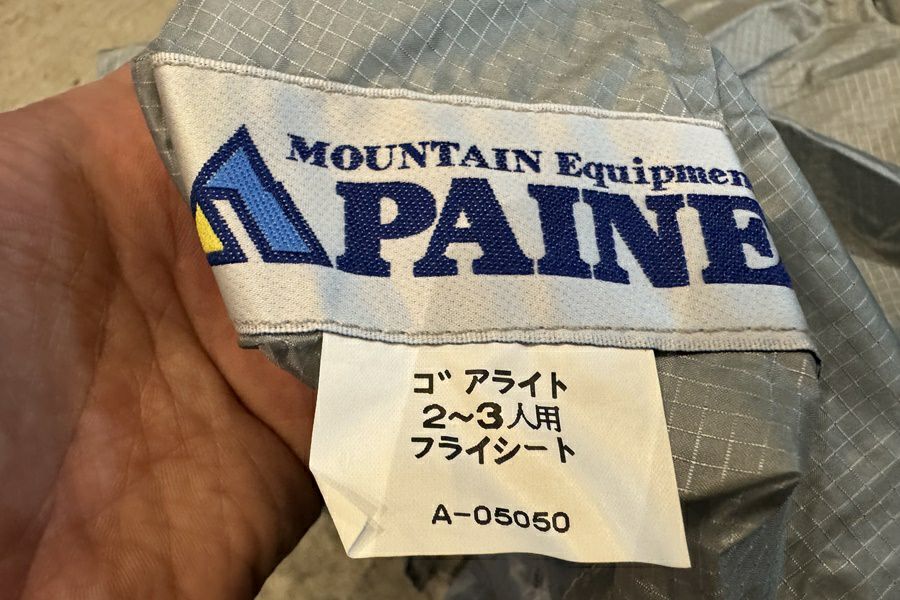 MOUNTAIN Equipmen
PAINE
ゴアライト
2～3人用
フライシート
A-05050